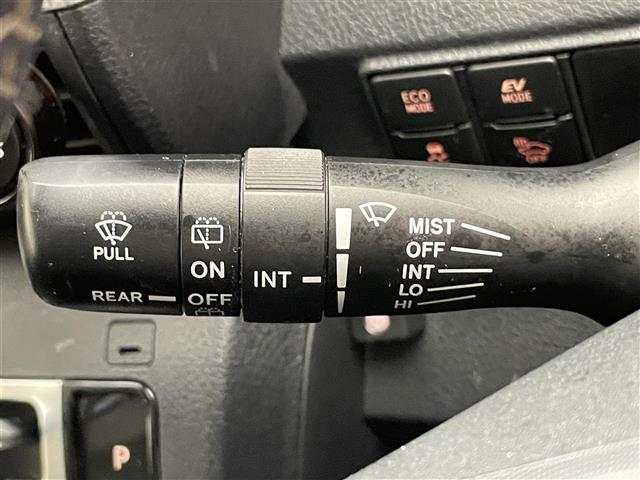 ECO
MODE
EV
MODE
PULL
REAR
ON
OFF
INT
MIST
OFF
INT
LO
HI
P